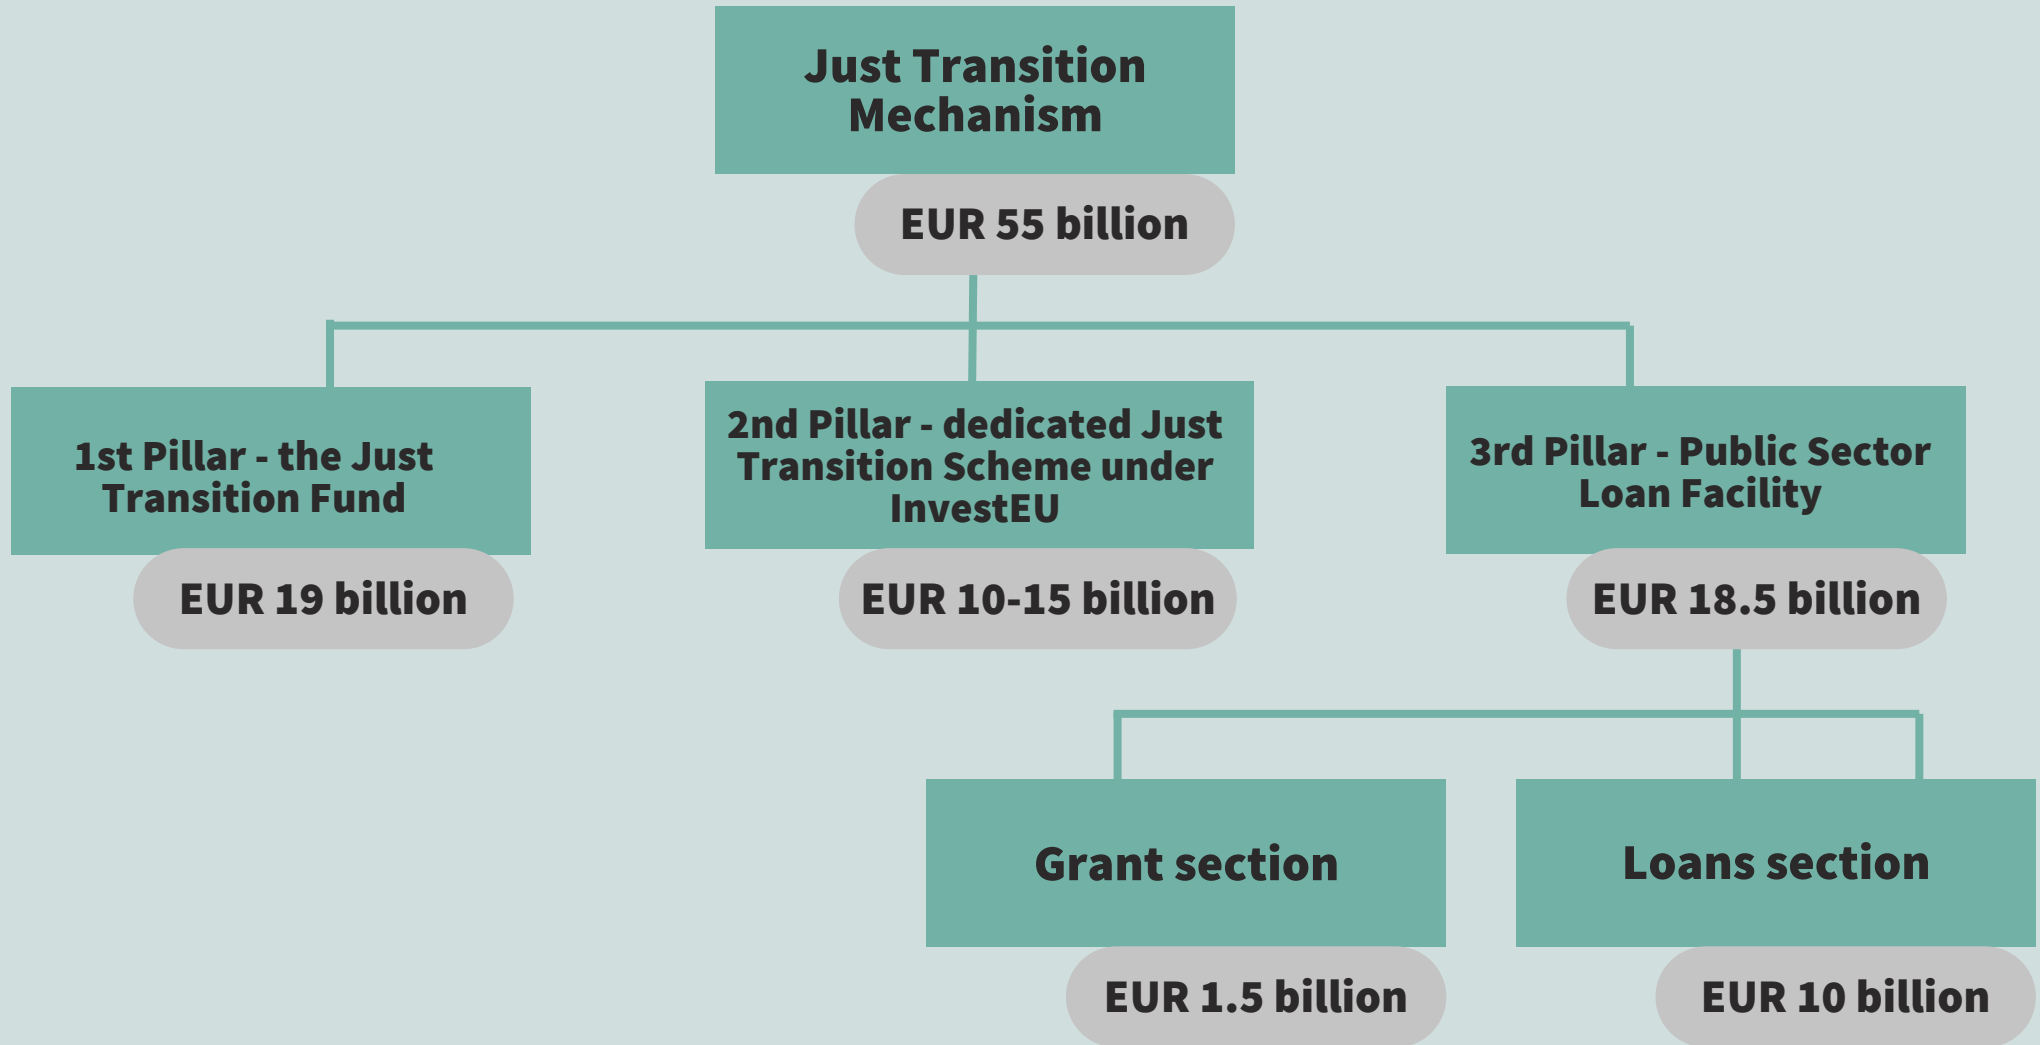 Just Transition
Mechanism
EUR 55 billion
1st Pillar - the Just
Transition Fund
EUR 19 billion
2nd Pillar - dedicated Just
Transition Scheme under
InvestEU
EUR 10-15 billion
3rd Pillar - Public Sector
Loan Facility
EUR 18.5 billion
Grant section
EUR 1.5 billion
Loans section
EUR 10 billion